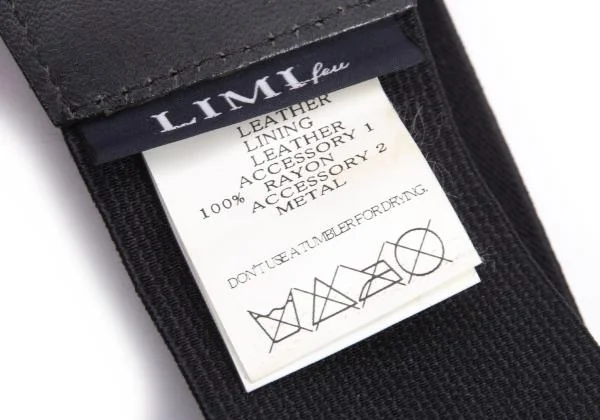 LIMI feu
LEATHER
LINING
LEATHER
ACCESSORY 1
100% RAYON
ACCESSORY 2
METAL
DON'T USE A TUMBLER FOR DRYING.